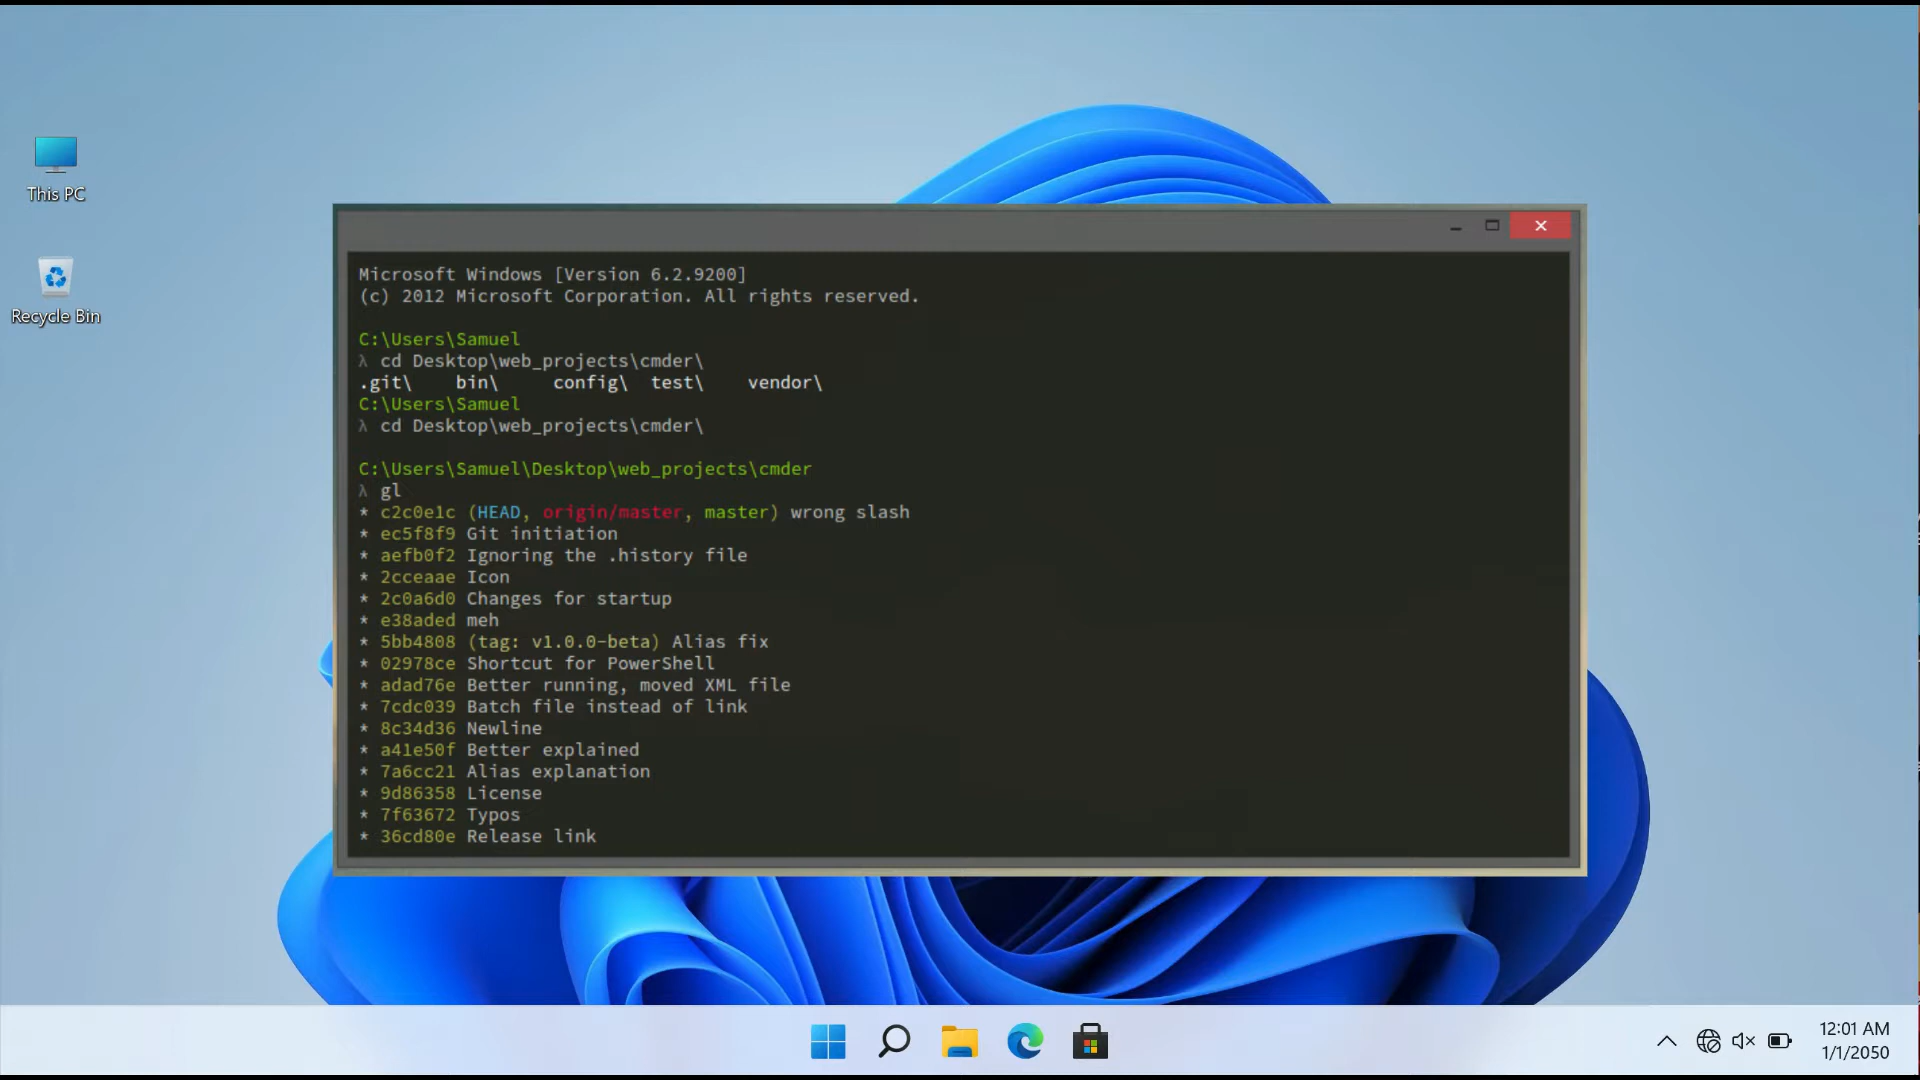 This PC
Recycle Bin
Microsoft Windows [Version 6.2.9200]
(c) 2012 Microsoft Corporation. All rights reserved.
C:\Users\Samuel
λ cd Desktop\web_projects\cmder\
.git\ bin\ config\ test\ vendor\
C:\Users\Samuel
λ cd Desktop\web_projects\cmder\
C:\Users\Samuel\Desktop\web_projects\cmder
λ gl
* c2c0e1c (HEAD, origin/master, master) wrong slash
* ec5f8f9 Git initiation
* aefb0f2 Ignoring the .history file
* 2cceaae Icon
* 2c0a6d0 Changes for startup
* e38aded meh
* 5bb4808 (tag: v1.0.0-beta) Alias fix
* 02978ce Shortcut for PowerShell
* adad76e Better running, moved XML file
* 7cdc039 Batch file instead of link
* 8c34d36 Newline
* a41e50f Better explained
* 7a6cc21 Alias explanation
* 9d86358 License
* 7f63672 Typos
* 36cd80e Release link
12:01 AM
1/1/2050